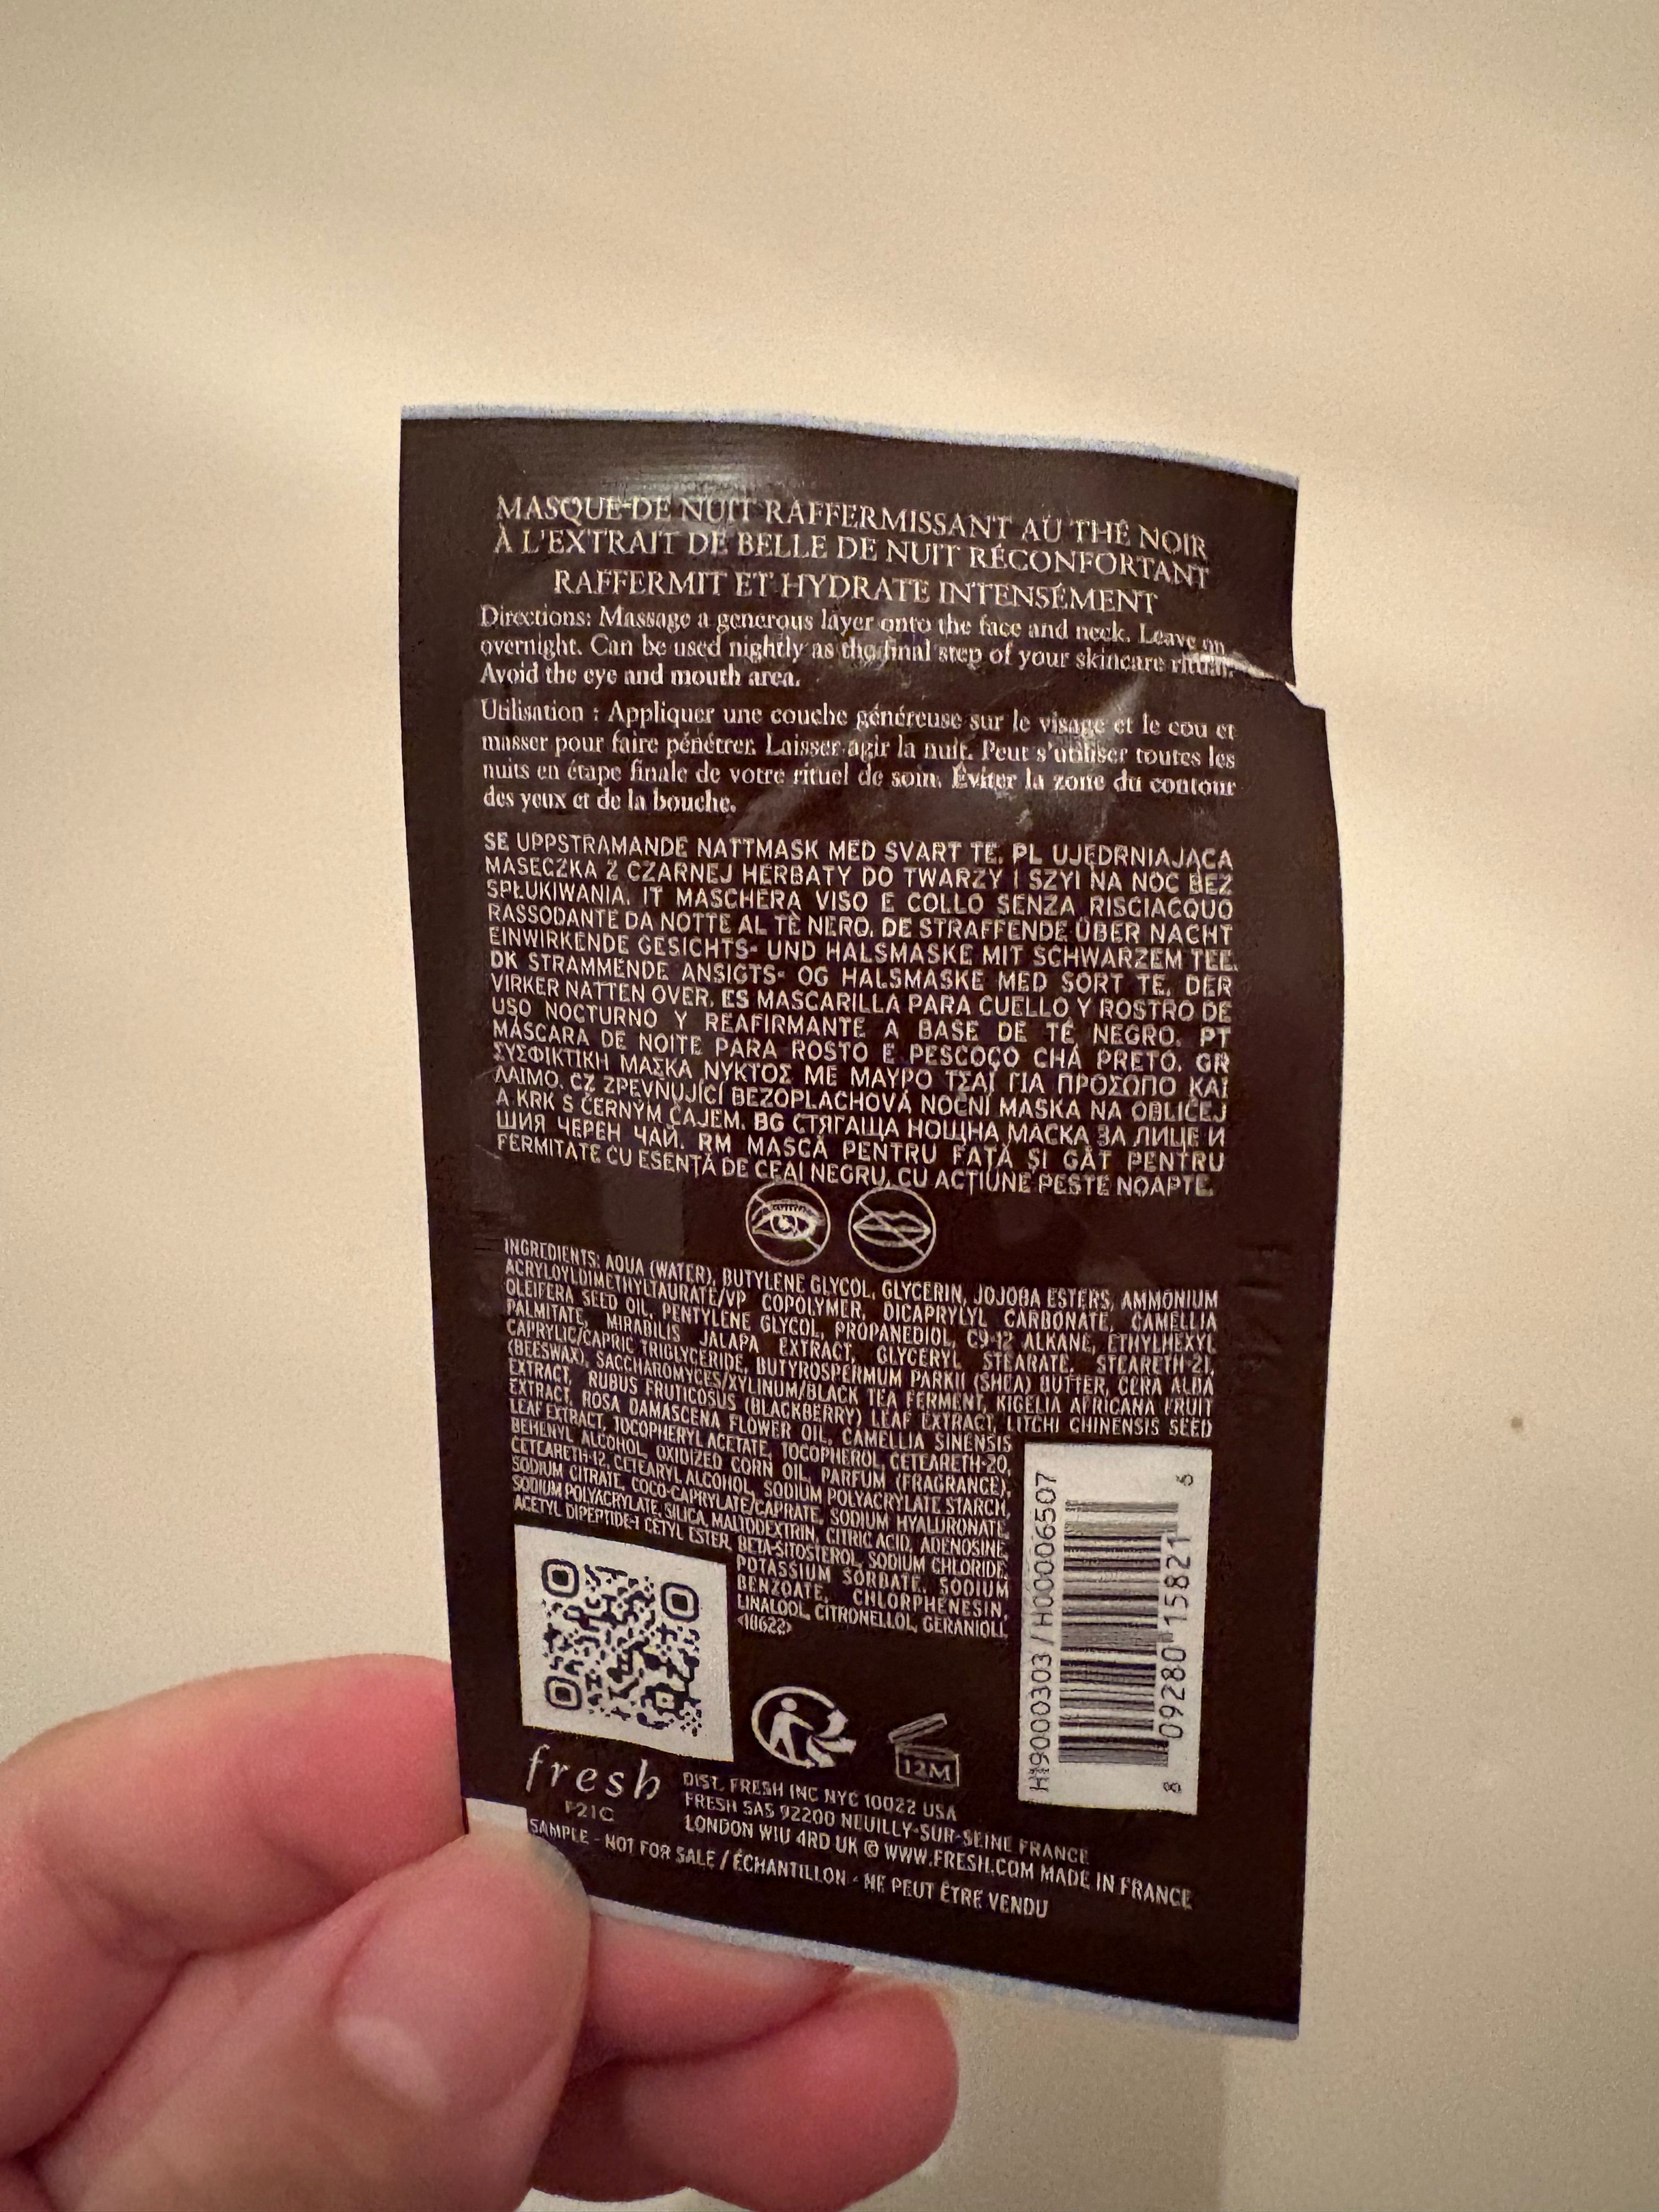 MASQUE DE NUIT RAFFERMISSANT AU THÉ NOIR
À L'EXTRAIT DE BELLE DE NUIT RÉCONFORTANT
RAFFERMIT ET HYDRATE INTENSÉMENT
Directions: Massage a generous layer onto the face and neck. Leave on
overnight. Can be used nightly as the final step of your skincare ritual.
Avoid the eye and mouth area.
Utilisation : Appliquer une couche généreuse sur le visage et le cou et
masser pour faire pénétrer. Laisser agir la nuit. Peut s'utiliser toutes les
nuits en étape finale de votre rituel de soin. Éviter la zone du contour
des yeux et de la bouche.
SE UPPSTRAMANDE NATTMASK MED SVART TE. PL UJĘDRNIAJĄCA
MASECZKA Z CZARNEJ HERBATY DO TWARZY I SZYI NA NOC BEZ
SPŁUKIWANIA. IT MASCHERA VISO E COLLO SENZA RISCIACQUO
RASSODANTE DA NOTTE AL TÈ NERO. DE STRAFFENDE ÜBER NACHT
EINWIRKENDE GESICHTS- UND HALSMASKE MIT SCHWARZEM TEE.
DK STRAMMENDE ANSIGTS- OG HALSMASKE MED SORT TE, DER
VIRKER NATTEN OVER. ES MASCARILLA PARA CUELLO Y ROSTRO DE
USO NOCTURNO Y REAFIRMANTE A BASE DE TÉ NEGRO. PT
MÁSCARA DE NOITE PARA ROSTO E PESCOÇO CHÁ PRETO. GR
ΣΥΣΦΙΚΤΙΚΗ ΜΑΣΚΑ ΝΥΚΤΟΣ ΜΕ ΜΑΥΡΟ ΤΣΑΪ ΓΙΑ ΠΡΟΣΩΠΟ ΚΑΙ
ΛΑΙΜΟ. CZ ZPEVŇUJÍCÍ BEZOPLACHOVÁ NOČNÍ MASKA NA OBLIČEJ
A KRK S ČERNÝM ČAJEM. BG СТЯГАЩА НОЩНА МАСКА ЗА ЛИЦЕ И
ШИЯ ЧЕРЕН ЧАЙ. RM MASCĂ PENTRU FAȚĂ ȘI GÂT PENTRU
FERMITATE CU ESENȚĂ DE CEAI NEGRU, CU ACȚIUNE PESTE NOAPTE.
INGREDIENTS: AQUA (WATER), BUTYLENE GLYCOL, GLYCERIN, JOJOBA ESTERS, AMMONIUM
ACRYLOYLDIMETHYLTAURATE/VP COPOLYMER, DICAPRYLYL CARBONATE, CAMELLIA
OLEIFERA SEED OIL, PENTYLENE GLYCOL, PROPANEDIOL, C9-12 ALKANE, ETHYLHEXYL
PALMITATE, MIRABILIS JALAPA EXTRACT, GLYCERYL STEARATE, STEARETH-21,
CAPRYLIC/CAPRIC TRIGLYCERIDE, BUTYROSPERMUM PARKII (SHEA) BUTTER, CERA ALBA
(BEESWAX), SACCHAROMYCES/XYLINUM/BLACK TEA FERMENT, KIGELIA AFRICANA FRUIT
EXTRACT, RUBUS FRUTICOSUS (BLACKBERRY) LEAF EXTRACT, LITCHI CHINENSIS SEED
EXTRACT, ROSA DAMASCENA FLOWER OIL, CAMELLIA SINENSIS
LEAF EXTRACT, TOCOPHERYL ACETATE, TOCOPHEROL, CETEARETH-20,
BEHENYL ALCOHOL, OXIDIZED CORN OIL, PARFUM (FRAGRANCE),
CETEARETH-12, CETEARYL ALCOHOL, SODIUM POLYACRYLATE STARCH,
SODIUM CITRATE, COCO-CAPRYLATE/CAPRATE, SODIUM HYALURONATE,
SODIUM POLYACRYLATE, SILICA, MALTODEXTRIN, CITRIC ACID, ADENOSINE,
ACETYL DIPEPTIDE-1 CETYL ESTER, BETA-SITOSTEROL, SODIUM CHLORIDE,
POTASSIUM SORBATE, SODIUM
BENZOATE, CHLORPHENESIN,
LINALOOL, CITRONELLOL, GERANIOL.
<10622>
H19000303 / H00006507
8 09280 15821 5
12M
fresh
F21C
DIST. FRESH INC NYC 10022 USA
FRESH SAS 92200 NEUILLY-SUR-SEINE FRANCE
LONDON W1U 4RD UK @ WWW.FRESH.COM MADE IN FRANCE
SAMPLE - NOT FOR SALE / ÉCHANTILLON - NE PEUT ÊTRE VENDU